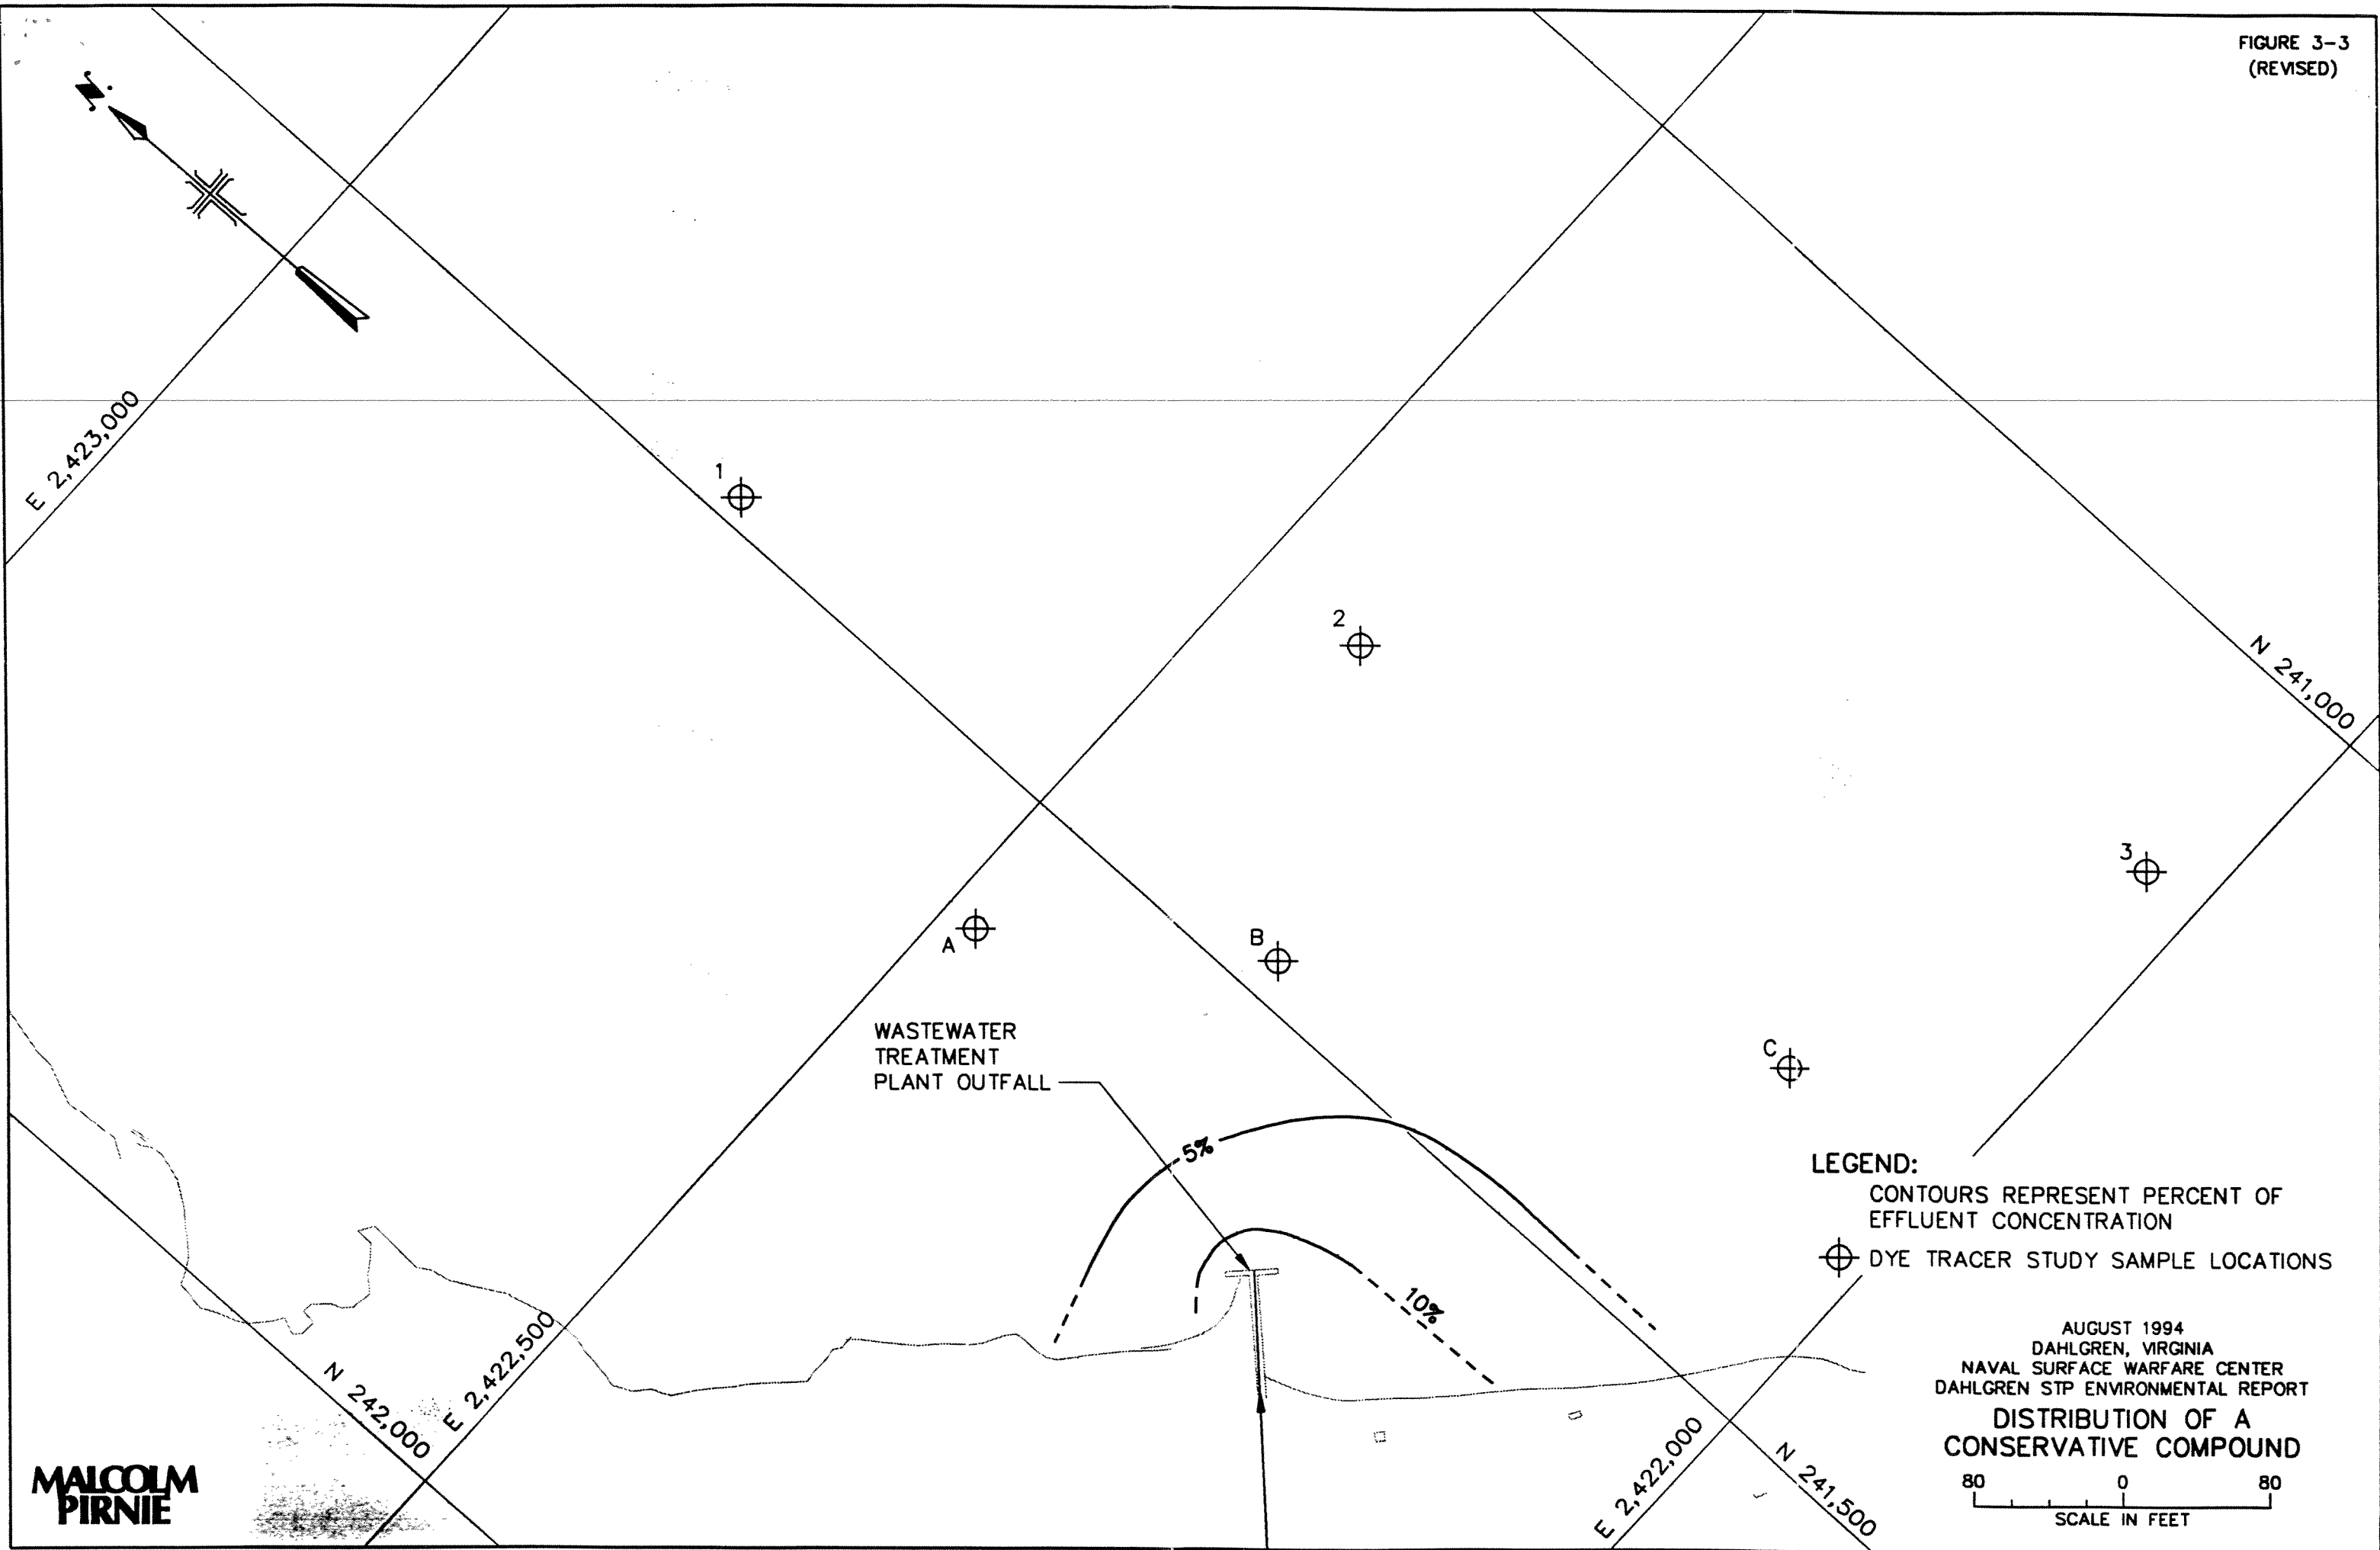 FIGURE 3-3
(REVISED)
N
E 2,423,000
1
2
N 241,000
3
A
B
C
WASTEWATER
TREATMENT
PLANT OUTFALL
5%
10%
LEGEND:
CONTOURS REPRESENT PERCENT OF
EFFLUENT CONCENTRATION
DYE TRACER STUDY SAMPLE LOCATIONS
N 242,000
E 2,422,500
E 2,422,000
N 241,500
AUGUST 1994
DAHLGREN, VIRGINIA
NAVAL SURFACE WARFARE CENTER
DAHLGREN STP ENVIRONMENTAL REPORT
DISTRIBUTION OF A
CONSERVATIVE COMPOUND
80 0 80
SCALE IN FEET
MALCOLM
PIRNIE